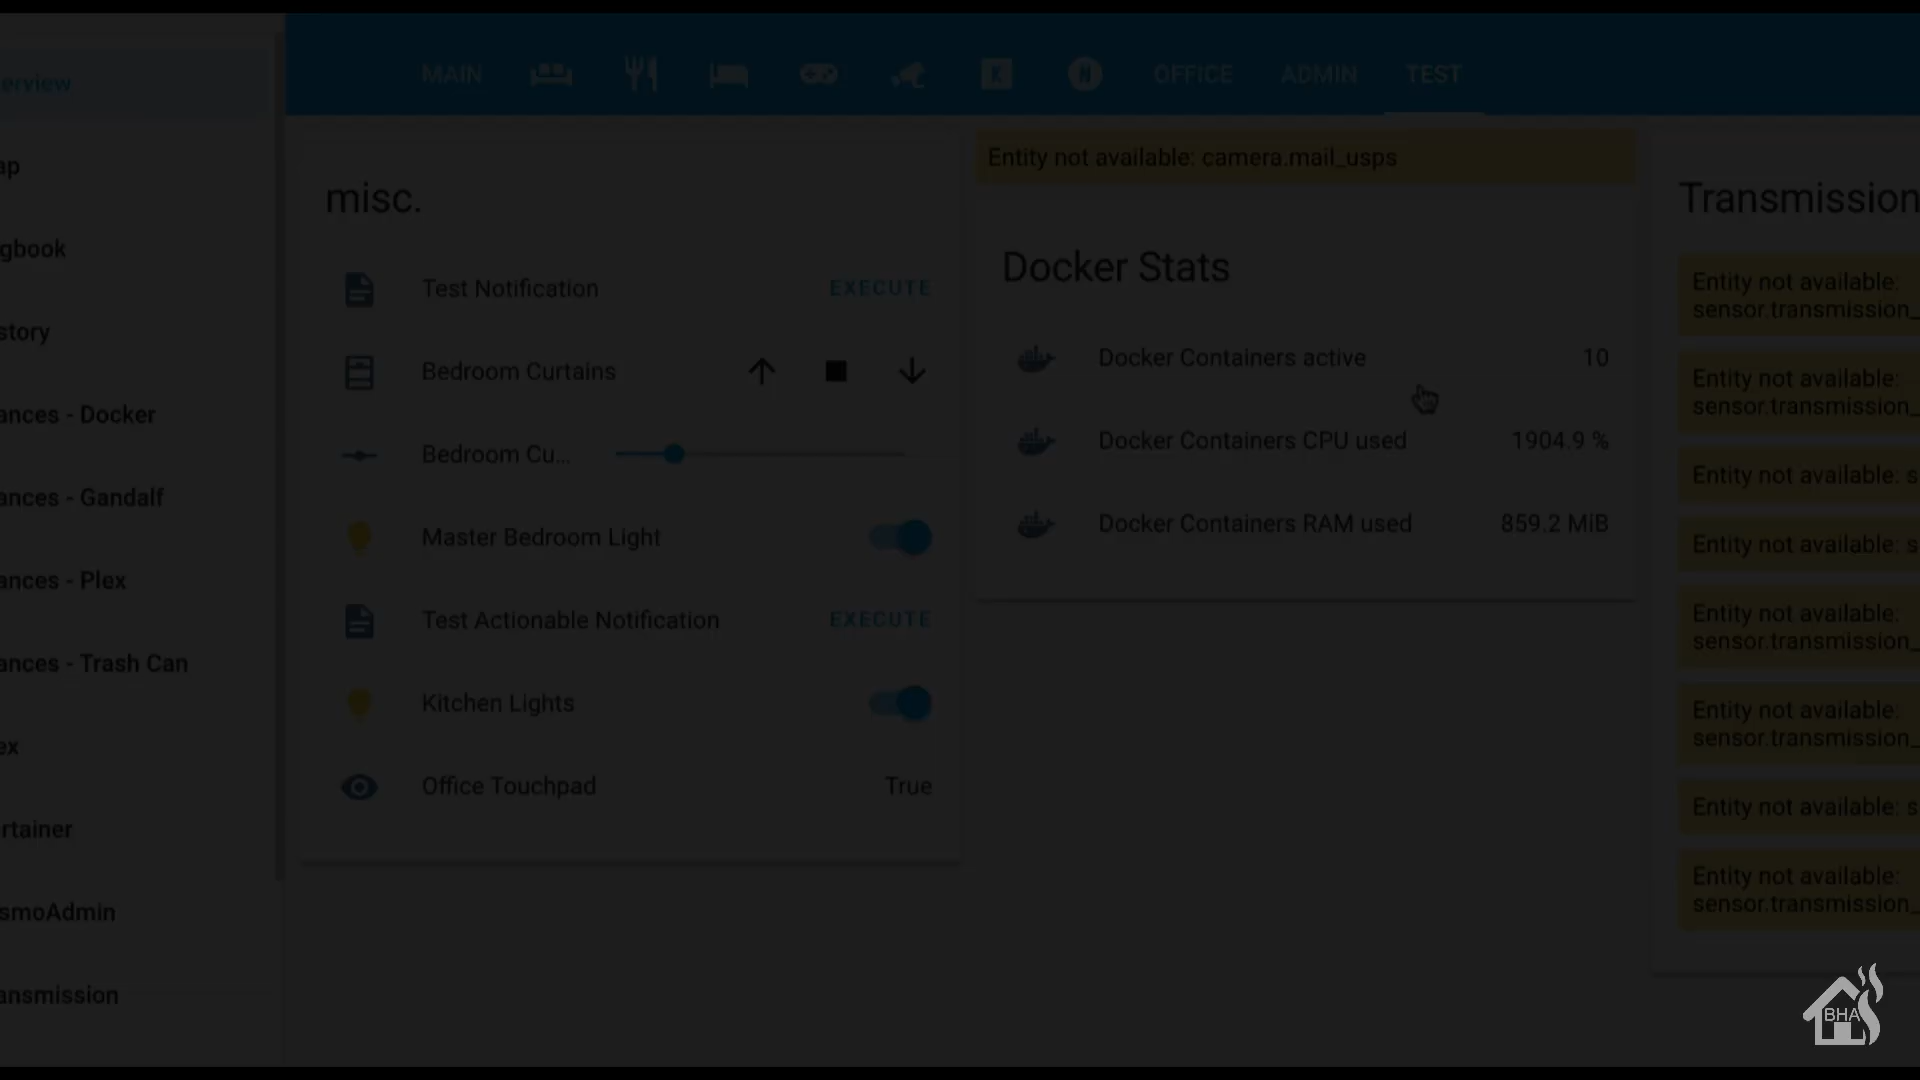 MAIN
K
N
OFFICE
ADMIN
TEST
erview
ap
gbook
story
ances - Docker
ances - Gandalf
ances - Plex
ances - Trash Can
ex
rtainer
smoAdmin
ansmission
misc.
Test Notification
EXECUTE
Bedroom Curtains
Bedroom Cu...
Master Bedroom Light
Test Actionable Notification
EXECUTE
Kitchen Lights
Office Touchpad
True
Entity not available: camera.mail_usps
Docker Stats
Docker Containers active
10
Docker Containers CPU used
1904.9 %
Docker Containers RAM used
859.2 MiB
Transmission
Entity not available:
sensor.transmission_
Entity not available:
sensor.transmission_
Entity not available: s
Entity not available: s
Entity not available:
sensor.transmission_
Entity not available:
sensor.transmission_
Entity not available: s
Entity not available:
sensor.transmission_
BHA